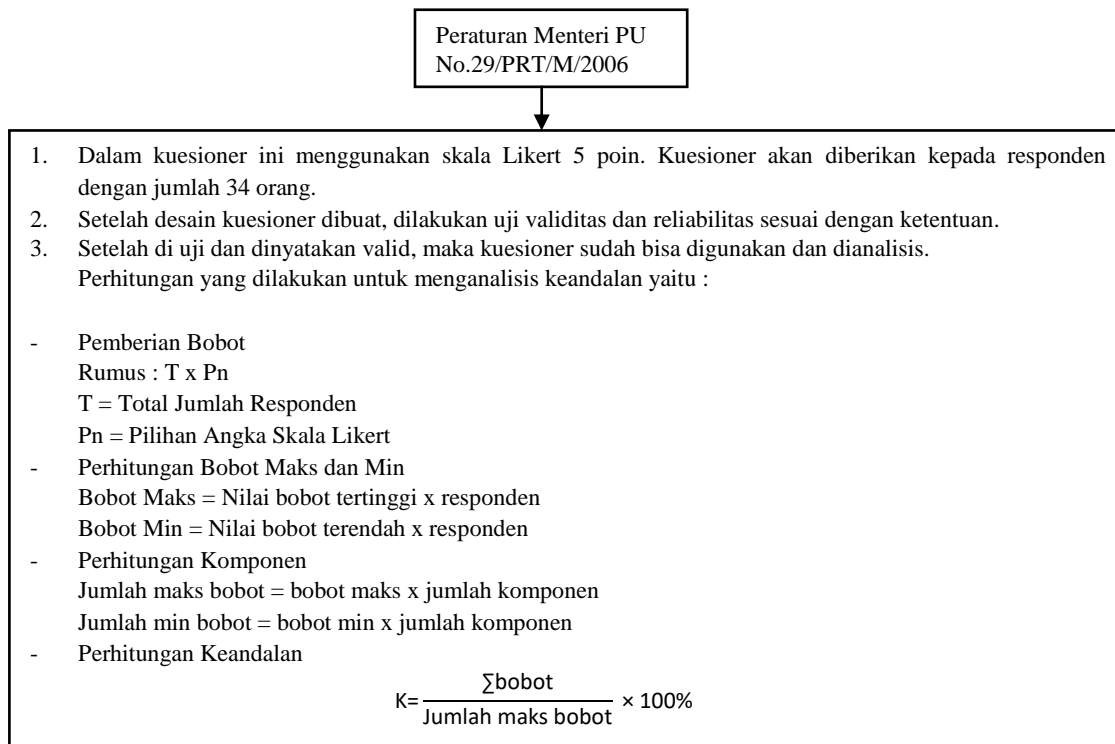 Peraturan Menteri PU
No.29/PRT/M/2006
1. Dalam kuesioner ini menggunakan skala Likert 5 poin. Kuesioner akan diberikan kepada responden
dengan jumlah 34 orang.
2. Setelah desain kuesioner dibuat, dilakukan uji validitas dan reliabilitas sesuai dengan ketentuan.
3. Setelah di uji dan dinyatakan valid, maka kuesioner sudah bisa digunakan dan dianalisis.
Perhitungan yang dilakukan untuk menganalisis keandalan yaitu :
- Pemberian Bobot
Rumus : T x Pn
T = Total Jumlah Responden
Pn = Pilihan Angka Skala Likert
- Perhitungan Bobot Maks dan Min
Bobot Maks = Nilai bobot tertinggi x responden
Bobot Min = Nilai bobot terendah x responden
- Perhitungan Komponen
Jumlah maks bobot = bobot maks x jumlah komponen
Jumlah min bobot = bobot min x jumlah komponen
- Perhitungan Keandalan
∑bobot
K= × 100%
Jumlah maks bobot